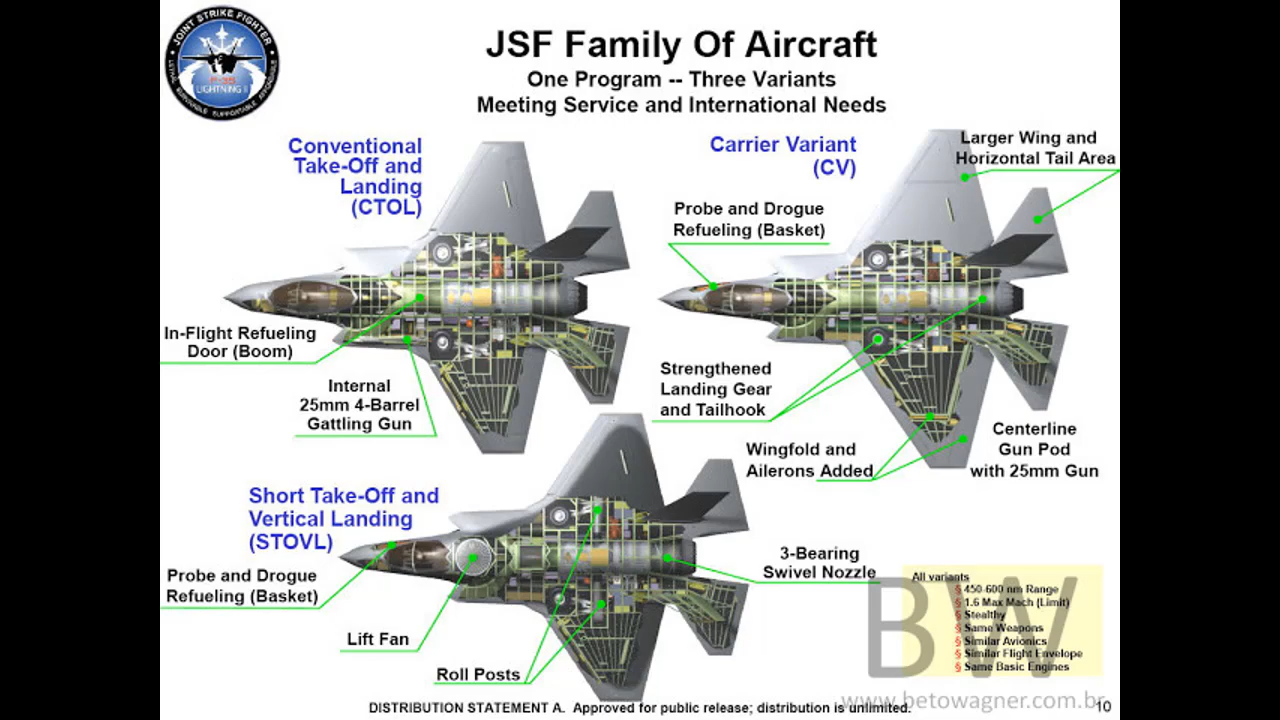 JOINT STRIKE FIGHTER
LIGHTNING II
LETHAL SURVIVABLE SUPPORTABLE AFFORDABLE
JSF Family Of Aircraft
One Program -- Three Variants
Meeting Service and International Needs
Conventional
Take-Off and
Landing
(CTOL)
In-Flight Refueling
Door (Boom)
Internal
25mm 4-Barrel
Gattling Gun
Carrier Variant
(CV)
Larger Wing and
Horizontal Tail Area
Probe and Drogue
Refueling (Basket)
Strengthened
Landing Gear
and Tailhook
Wingfold and
Ailerons Added
Centerline
Gun Pod
with 25mm Gun
Short Take-Off and
Vertical Landing
(STOVL)
Probe and Drogue
Refueling (Basket)
Lift Fan
Roll Posts
3-Bearing
Swivel Nozzle
All variants
§ 450-600 nm Range
§ 1.6 Max Mach (Limit)
§ Stealthy
§ Same Weapons
§ Similar Avionics
§ Similar Flight Envelope
§ Same Basic Engines
BW
www.betowagner.com.br
DISTRIBUTION STATEMENT A. Approved for public release; distribution is unlimited.
10